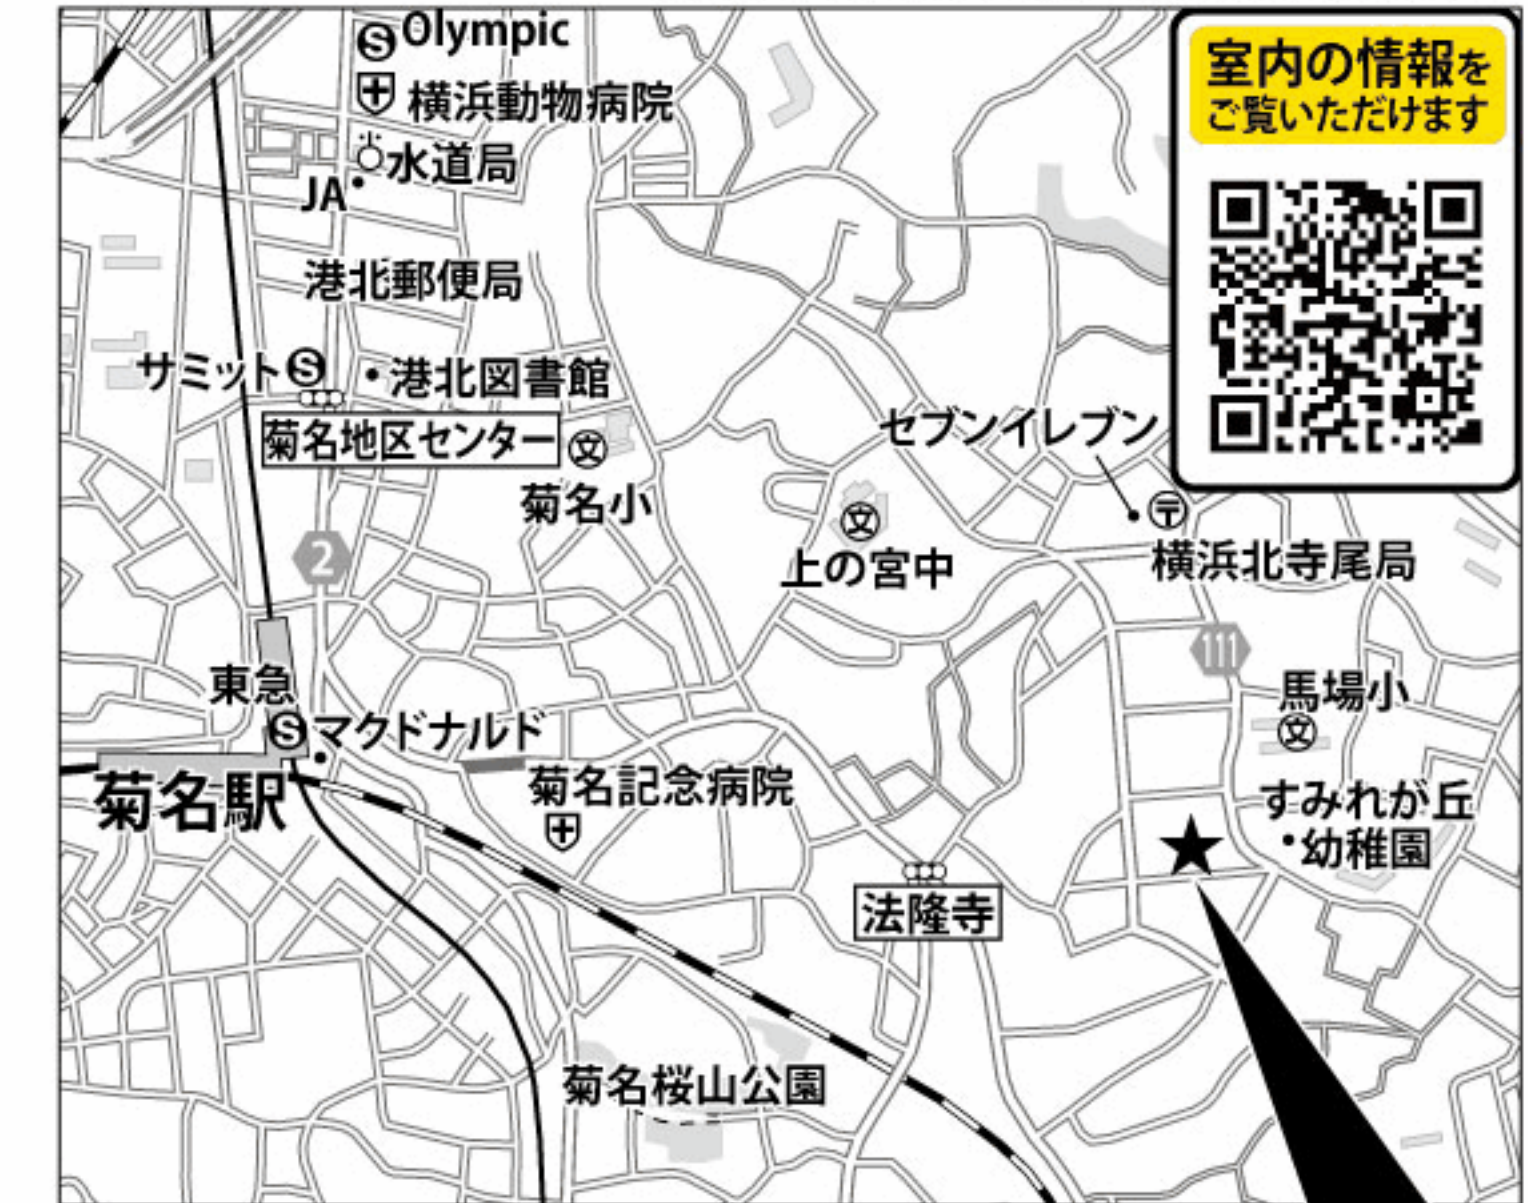 Olympic
横浜動物病院
水道局
JA
港北郵便局
サミット
港北図書館
菊名地区センター
文
菊名小
2
室内の情報を
ご覧いただけます
セブンイレブン
文
上の宮中
横浜北寺尾局
111
馬場小
文
東急
マクドナルド
菊名駅
菊名記念病院
すみれが丘
幼稚園
法隆寺
菊名桜山公園
S
S
S